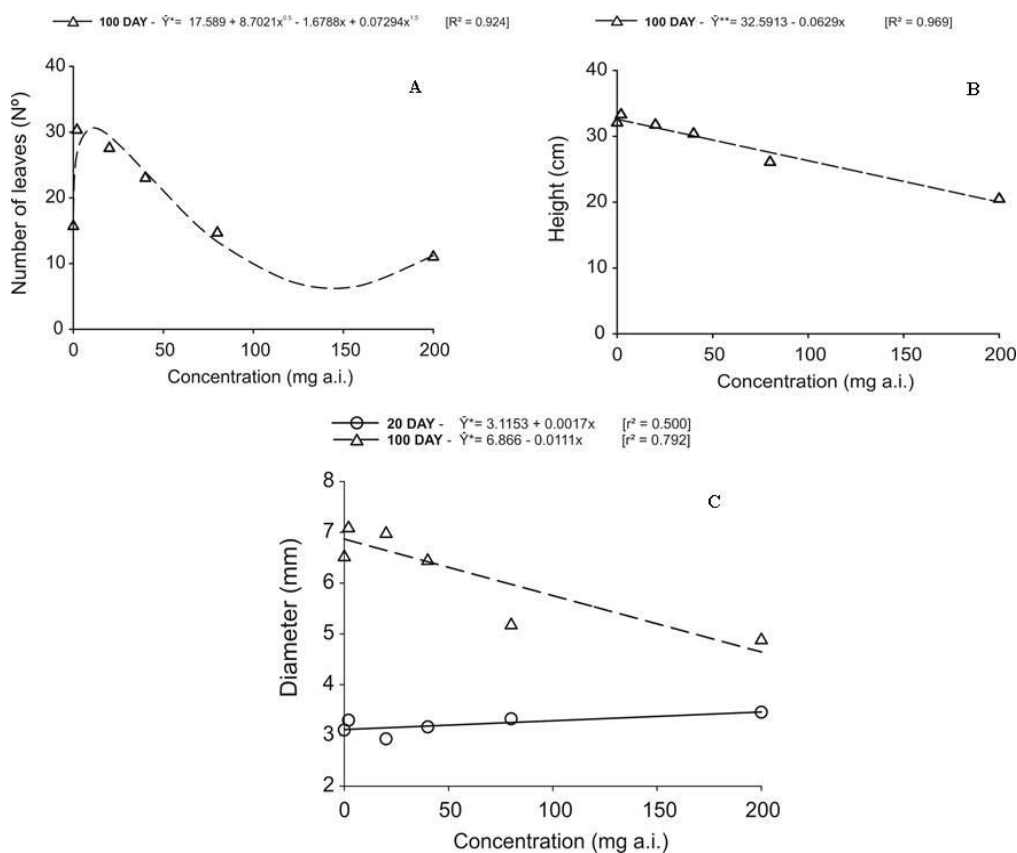 100 DAY - Ŷ*= 17.589 + 8.7021x^0.5 - 1.6788x + 0.07294x^1.5 [R² = 0.924]
A
Number of leaves (Nº)
40
30
20
10
0
0 50 100 150 200
Concentration (mg a.i.)
100 DAY - Ŷ**= 32.5913 - 0.0629x [R² = 0.969]
B
Height (cm)
40
30
20
10
0
0 50 100 150 200
Concentration (mg a.i.)
20 DAY - Ŷ*= 3.1153 + 0.0017x [r² = 0.500]
100 DAY - Ŷ*= 6.866 - 0.0111x [r² = 0.792]
C
Diameter (mm)
8
7
6
5
4
3
2
0 50 100 150 200
Concentration (mg a.i.)